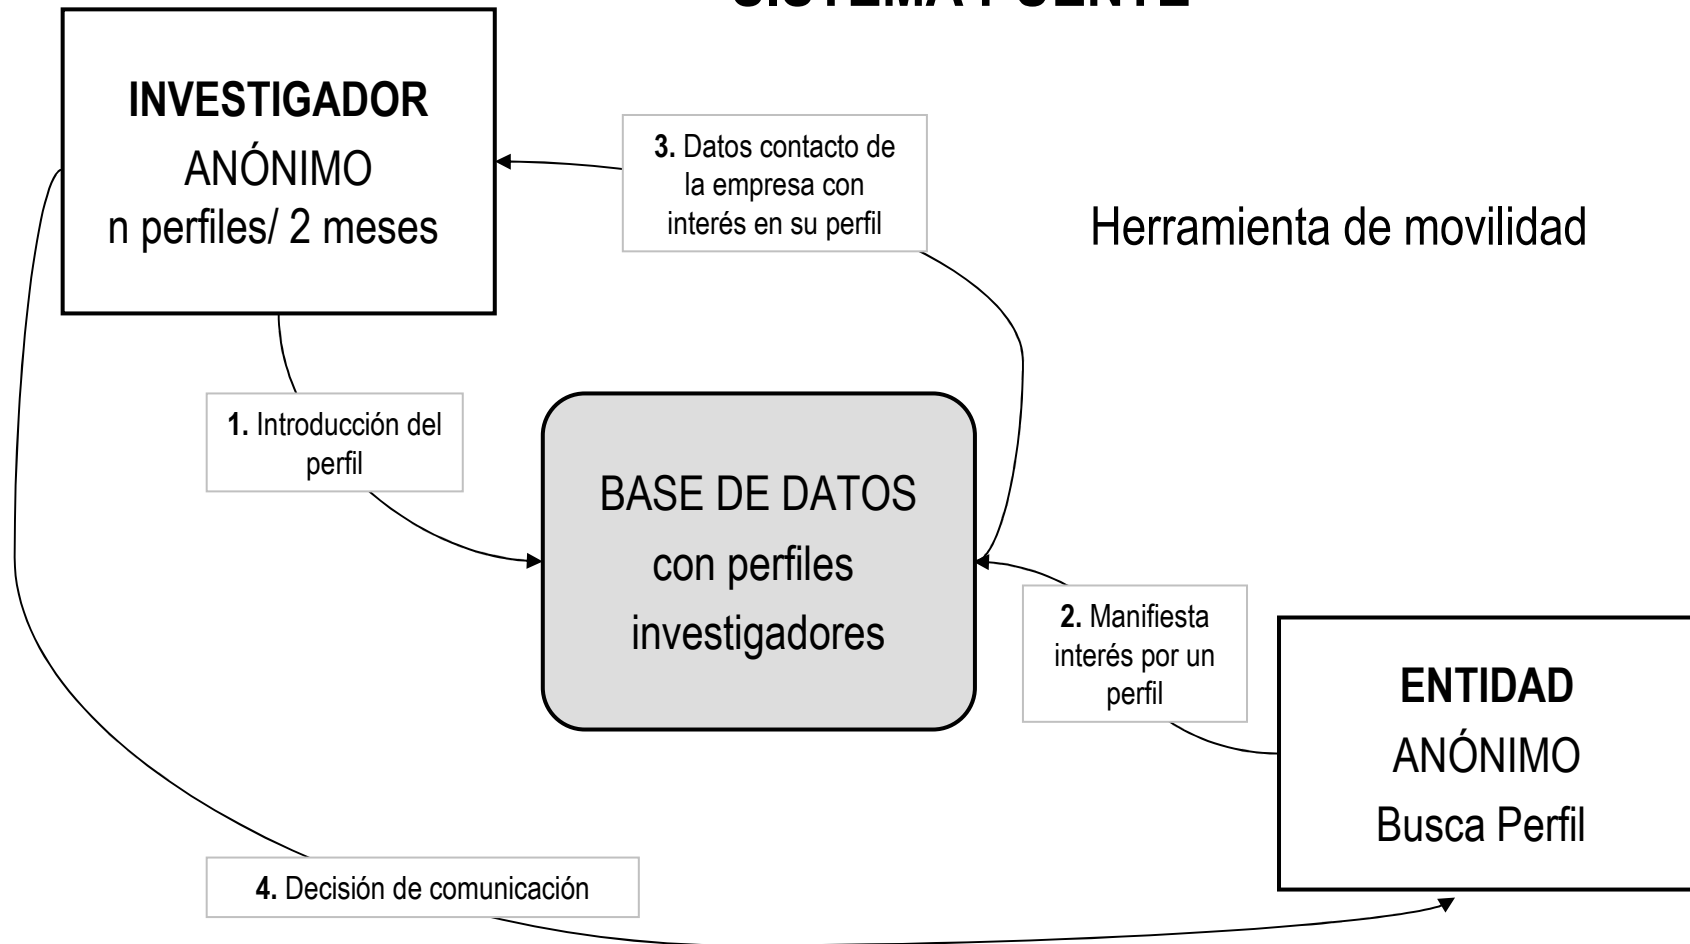 SISTEMA PUENTE
INVESTIGADOR
ANÓNIMO
n perfiles/ 2 meses
3. Datos contacto de
la empresa con
interés en su perfil
Herramienta de movilidad
1. Introducción del
perfil
BASE DE DATOS
con perfiles
investigadores
2. Manifiesta
interés por un
perfil
ENTIDAD
ANÓNIMO
Busca Perfil
4. Decisión de comunicación